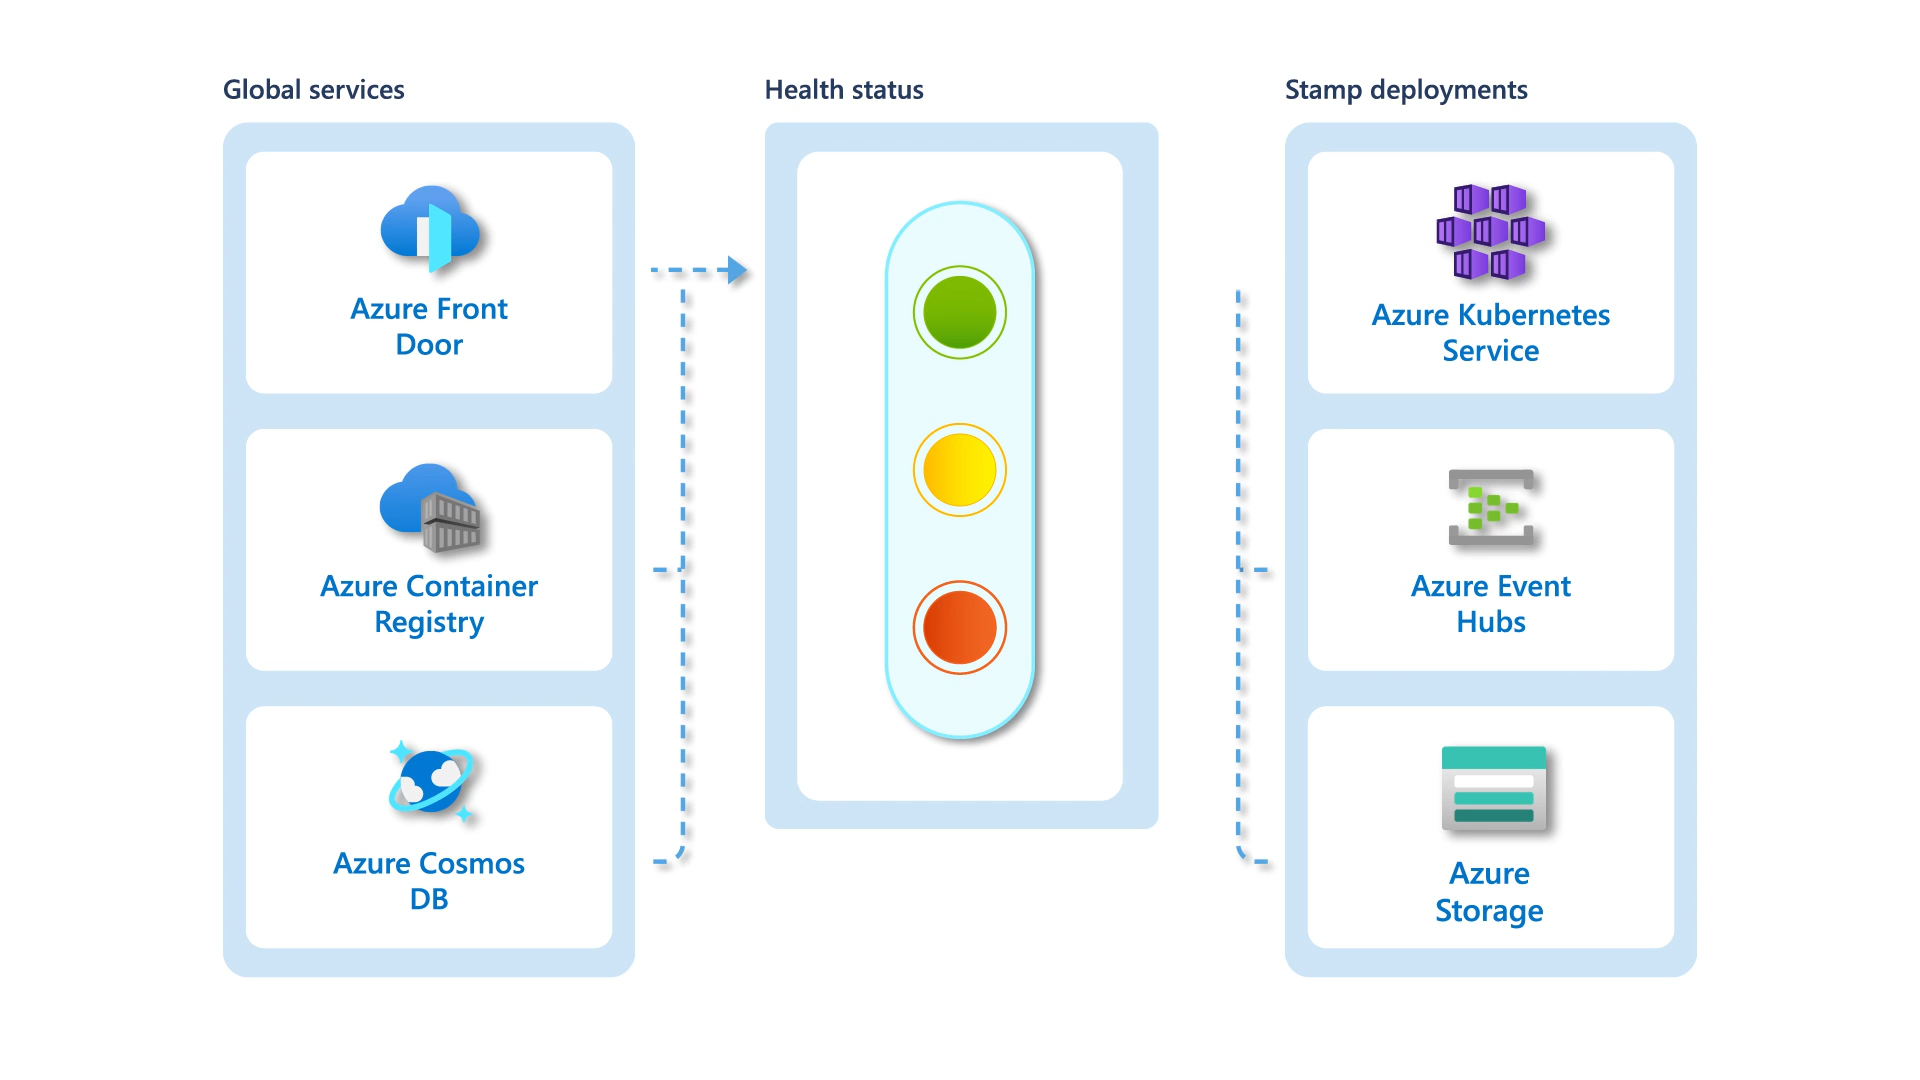 Global services
Azure Front
Door
Azure Container
Registry
Azure Cosmos
DB
Health status
Stamp deployments
Azure Kubernetes
Service
Azure Event
Hubs
Azure
Storage